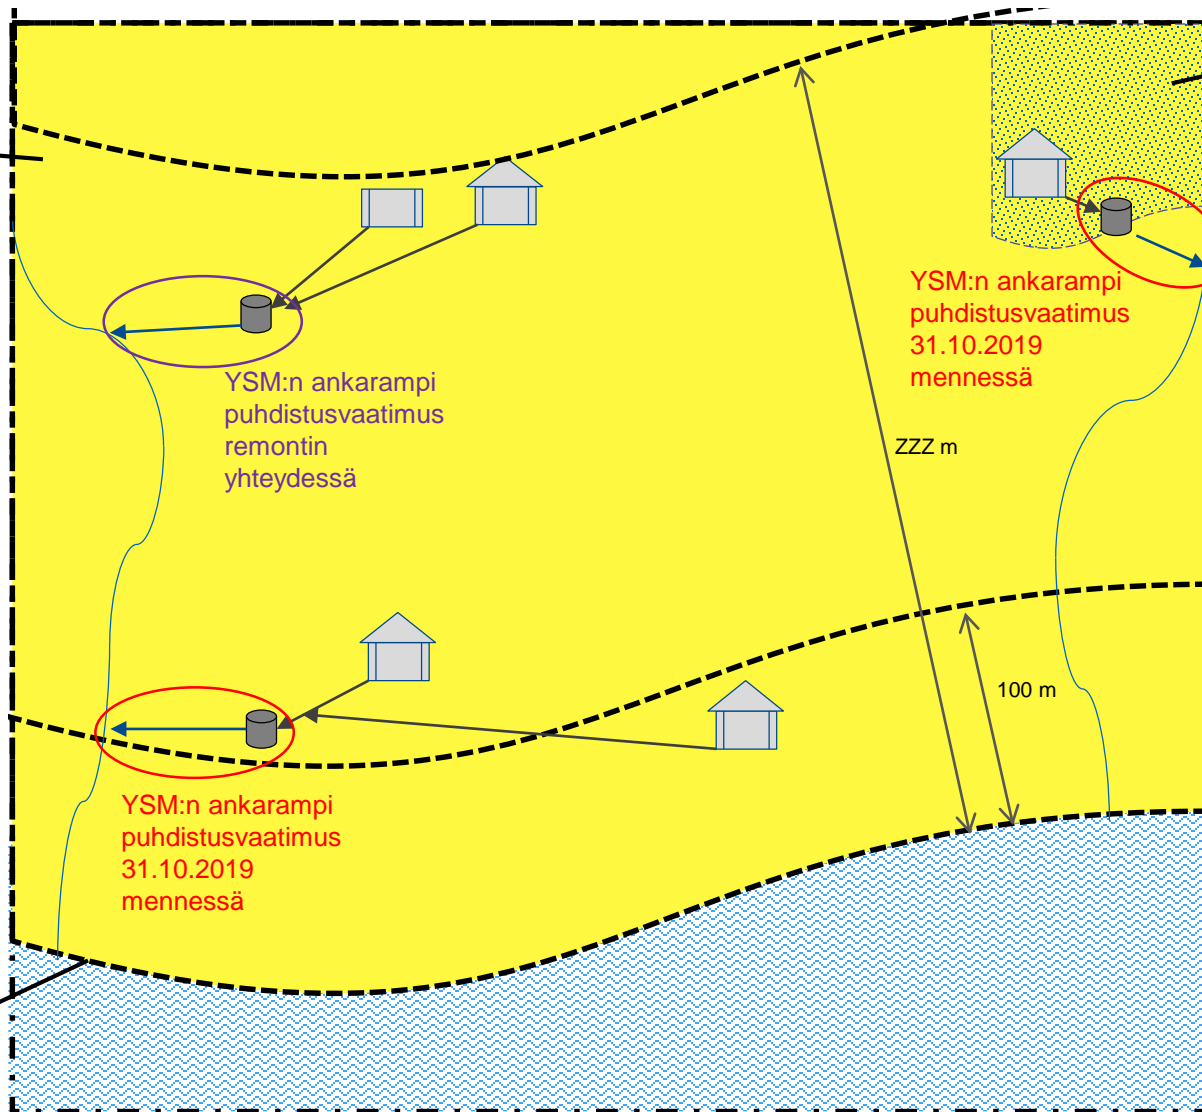 YSM:n ankarampi
puhdistusvaatimus
31.10.2019
mennessä
YSM:n ankarampi
puhdistusvaatimus
remontin
yhteydessä
ZZZ m
100 m
YSM:n ankarampi
puhdistusvaatimus
31.10.2019
mennessä